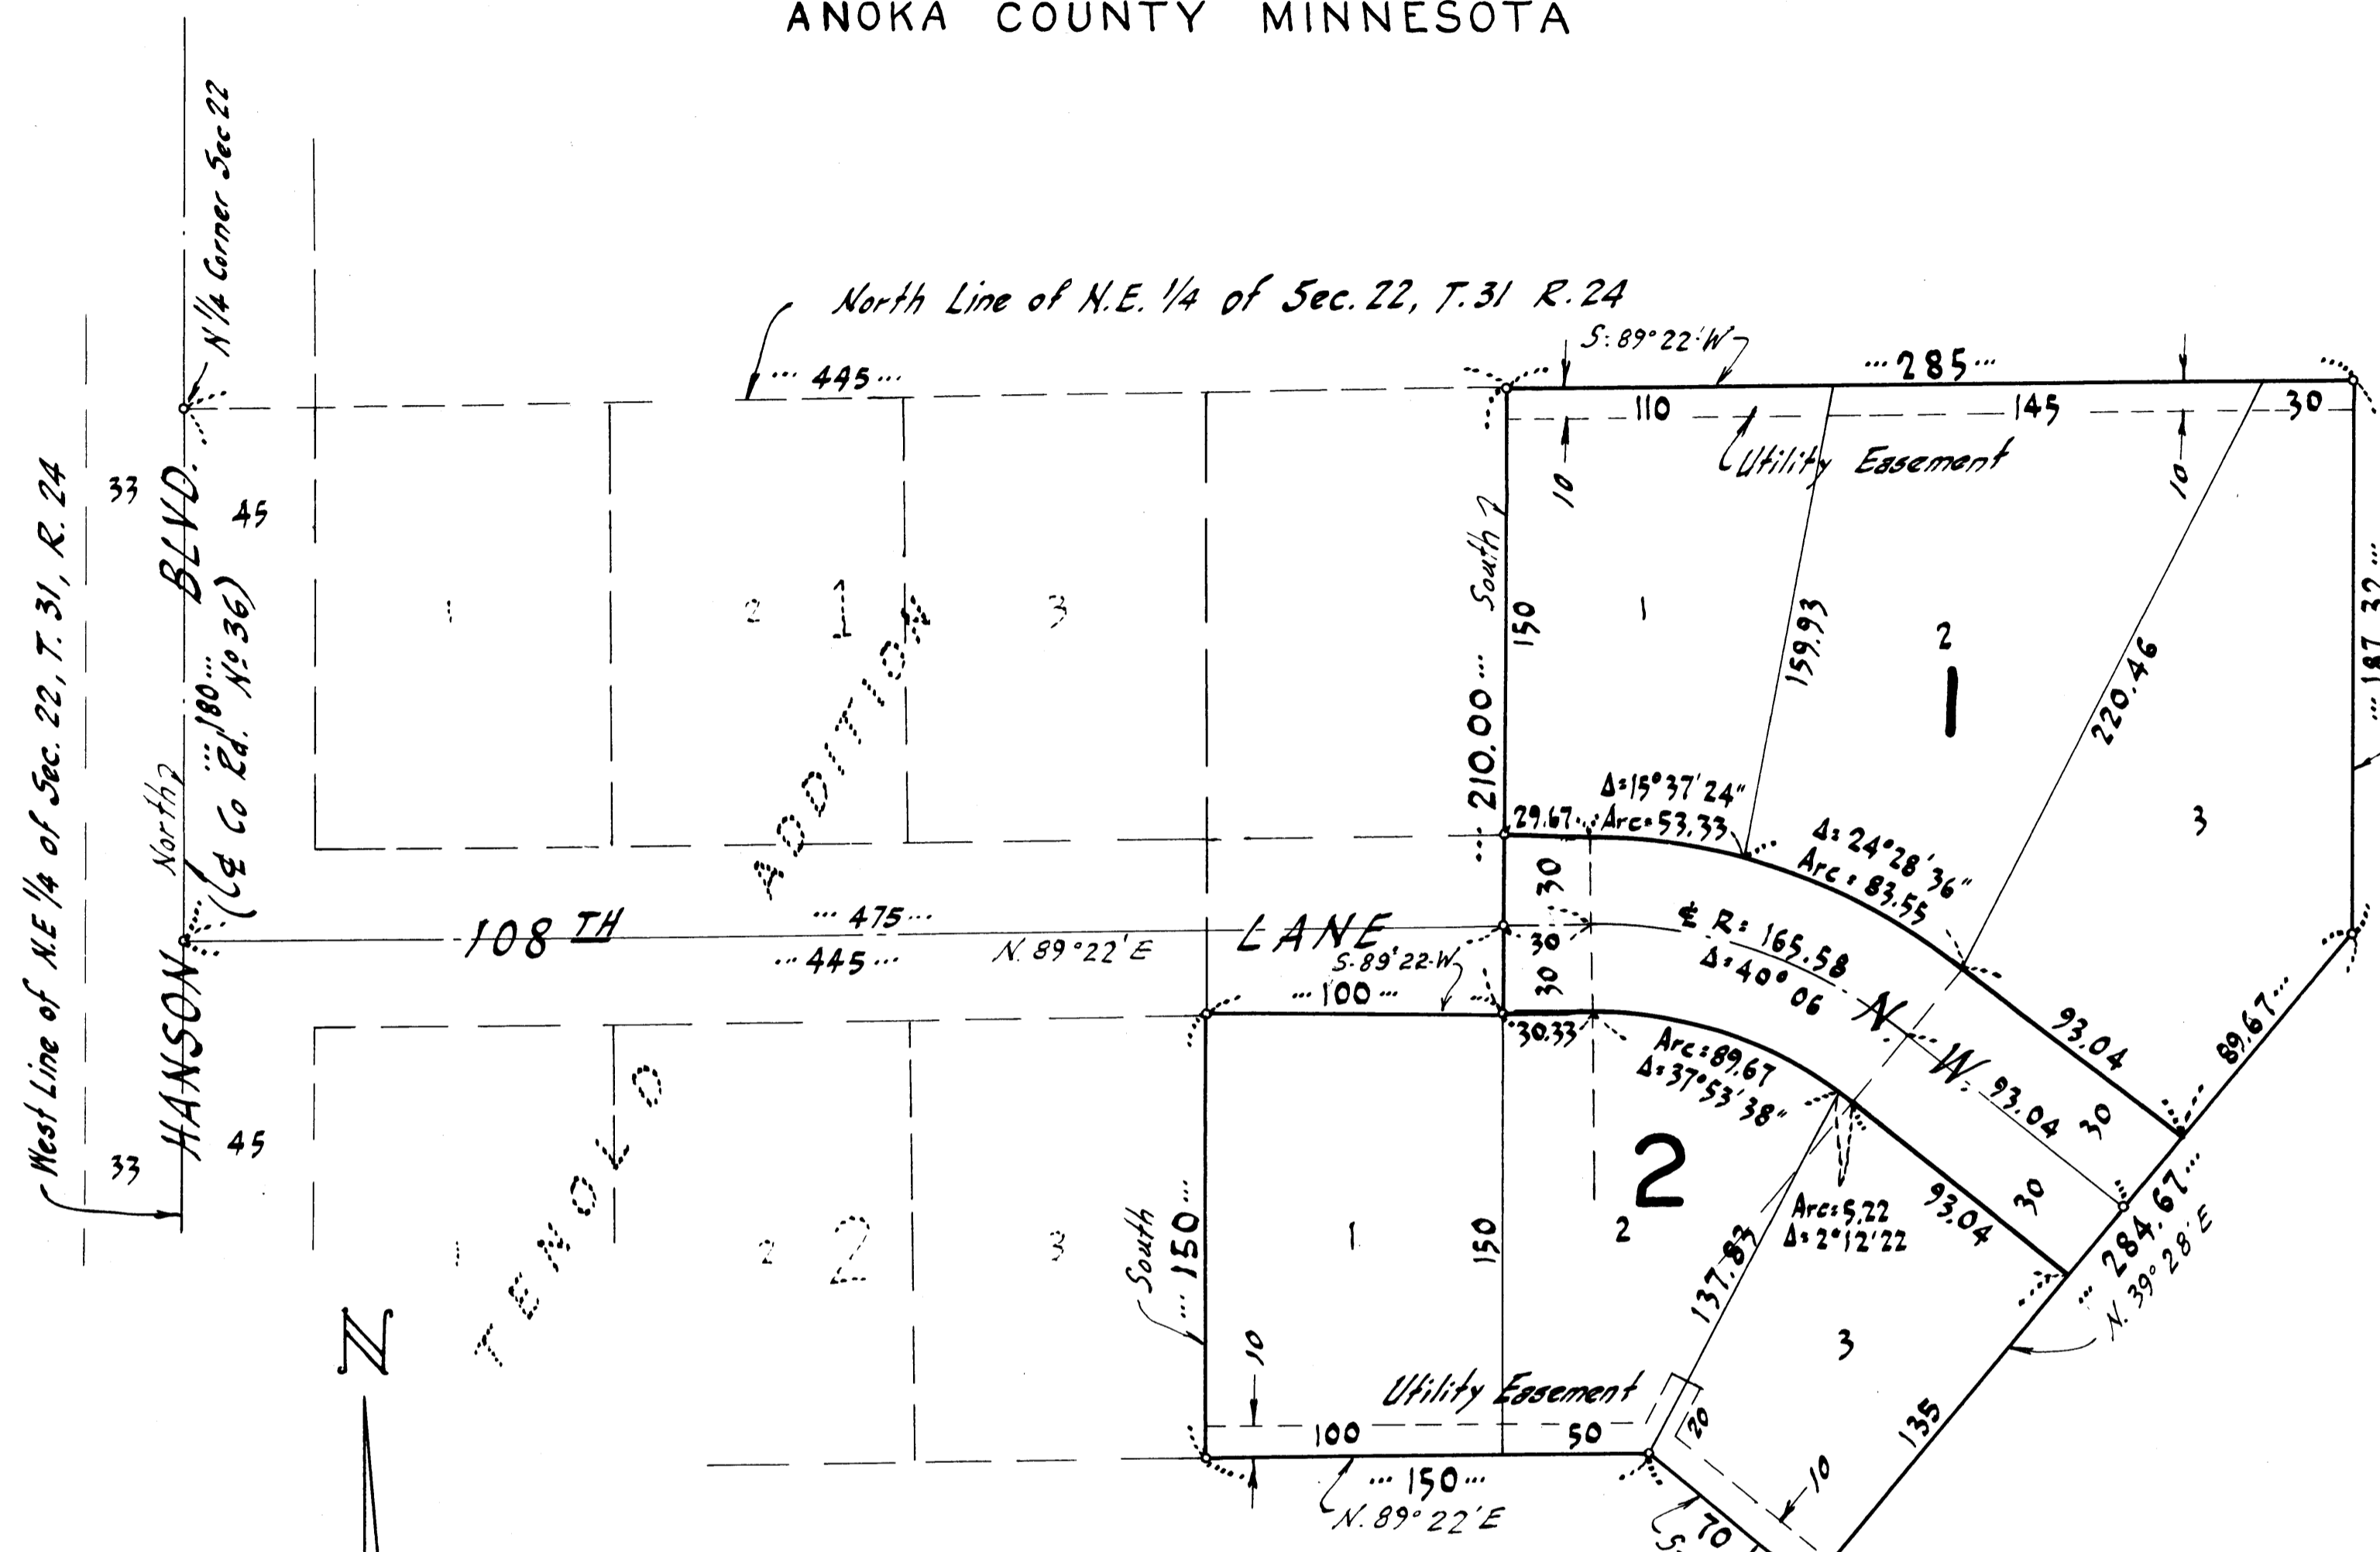 ANOKA COUNTY MINNESOTA
N 1/4 Corner Sec 22
North Line of N.E. 1/4 of Sec. 22, T.31 R.24
S. 89°22' W
... 445 ...
... 285 ...
110
145
30
Utility Easement
10
10
33
45
West Line of N.E 1/4 of Sec. 22, T. 31, R. 24
HANSON BLVD.
(℄ Co Rd. Nº 36)
... 180 ...
North
1
2
1
3
ADDITION
South
150
... 210.00 ...
1
159.93
2
1
220.46
3
... 187.32 ...
Δ=15°37'24"
Arc=53.33
29.67
Δ=24°28'36"
Arc=83.55
30
30
30
℄ R=165.58
Δ=40°06
108 TH LANE N. W.
... 475 ...
... 445 ...
N. 89°22' E
S. 89°22' W
... 100 ...
30.33
Arc=89.67
Δ=37°53'38"
93.04
93.04
93.04
30
30
89.67 ...
... 284.67 ...
N. 39°28' E
33
45
TENOLO
1
2
2
3
South
... 150 ...
1
150
2
2
137.83
Arc=5.22
Δ=2°12'22
3
135
N
10
Utility Easement
20
100
50
... 150 ...
N. 89°22' E
10
70
S.